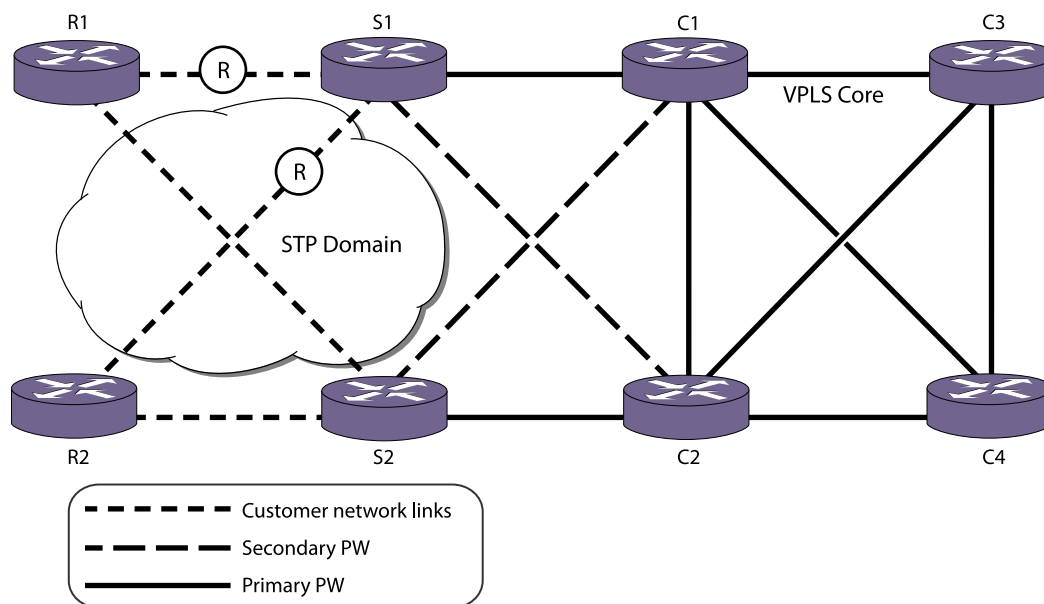 R1
S1
C1
C3
R
VPLS Core
R
STP Domain
R2
S2
C2
C4
Customer network links
Secondary PW
Primary PW